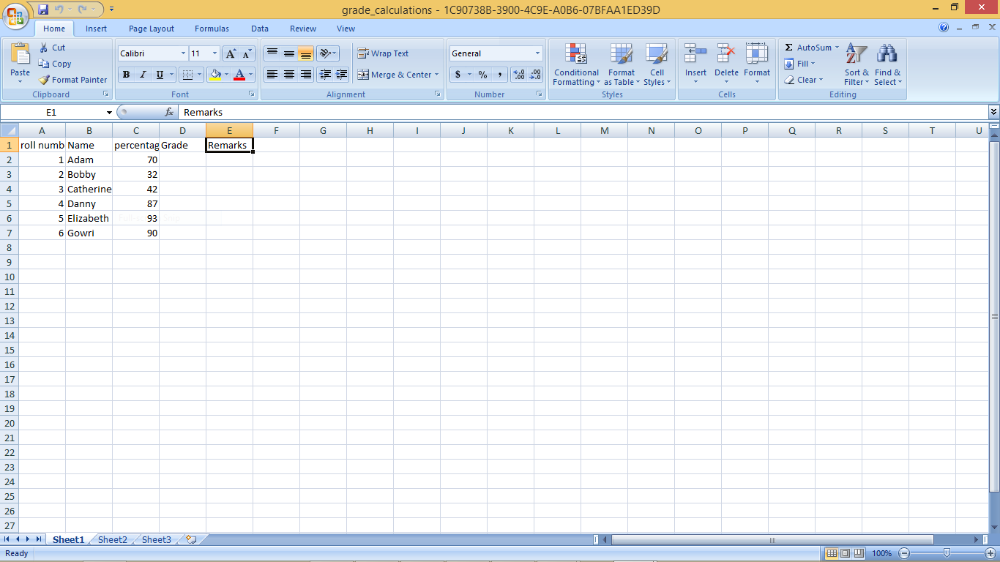 grade_calculations - 1C90738B-3900-4C9E-A0B6-07BFAA1ED39D
Home Insert Page Layout Formulas Data Review View
Paste Cut Copy Format Painter Clipboard
Calibri 11 A A B I U A Font
Wrap Text Merge & Center Alignment
General $ % , .0 .00 .00 .0 Number
Conditional Formatting Format as Table Cell Styles Styles
Insert Delete Format Cells
Σ AutoSum Fill Clear Sort & Filter Find & Select Editing
E1 fx Remarks
A B C D E F G H I J K L M N O P Q R S T U
1 roll numb Name percentag Grade Remarks
2 1 Adam 70
3 2 Bobby 32
4 3 Catherine 42
5 4 Danny 87
6 5 Elizabeth 93
7 6 Gowri 90
8
9
10
11
12
13
14
15
16
17
18
19
20
21
22
23
24
25
26
27
Sheet1 Sheet2 Sheet3
Ready 100%